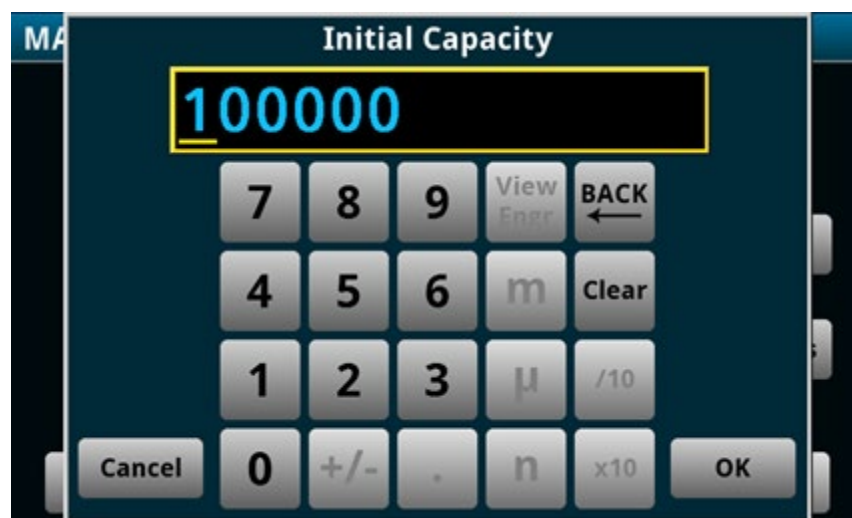 MA
Initial Capacity
100000
7 8 9 View Engr BACK
4 5 6 m Clear
1 2 3 µ /10
Cancel 0 +/- . n x10 OK
s